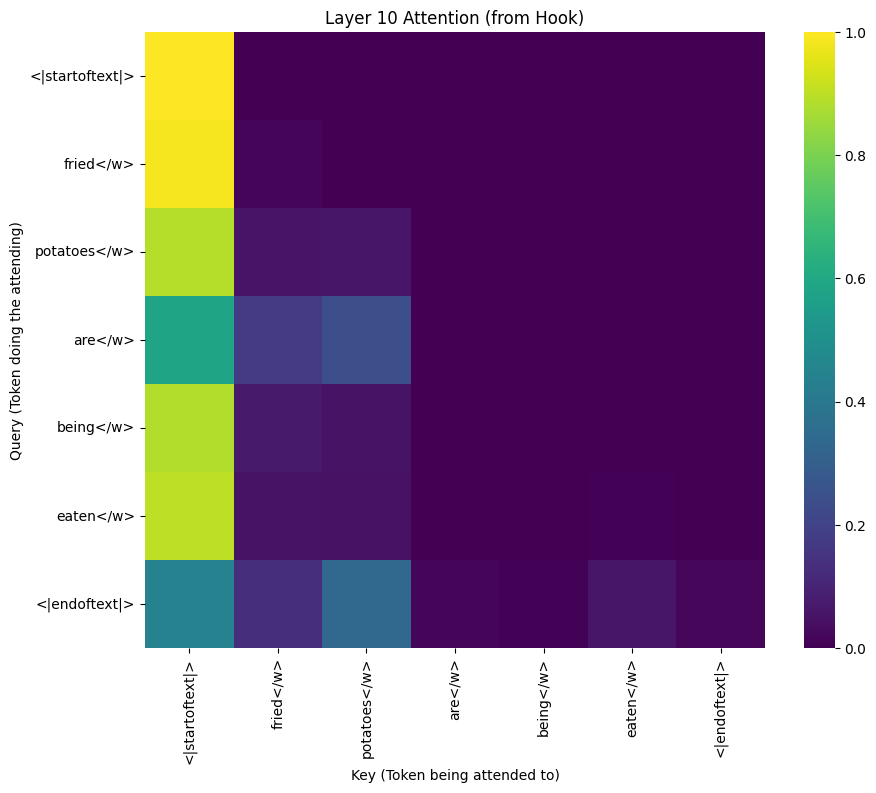 Layer 10 Attention (from Hook)
Query (Token doing the attending)
<|startoftext|>
fried</w>
potatoes</w>
are</w>
being</w>
eaten</w>
<|endoftext|>
<|startoftext|>
fried</w>
potatoes</w>
are</w>
being</w>
eaten</w>
<|endoftext|>
Key (Token being attended to)
1.0
0.8
0.6
0.4
0.2
0.0